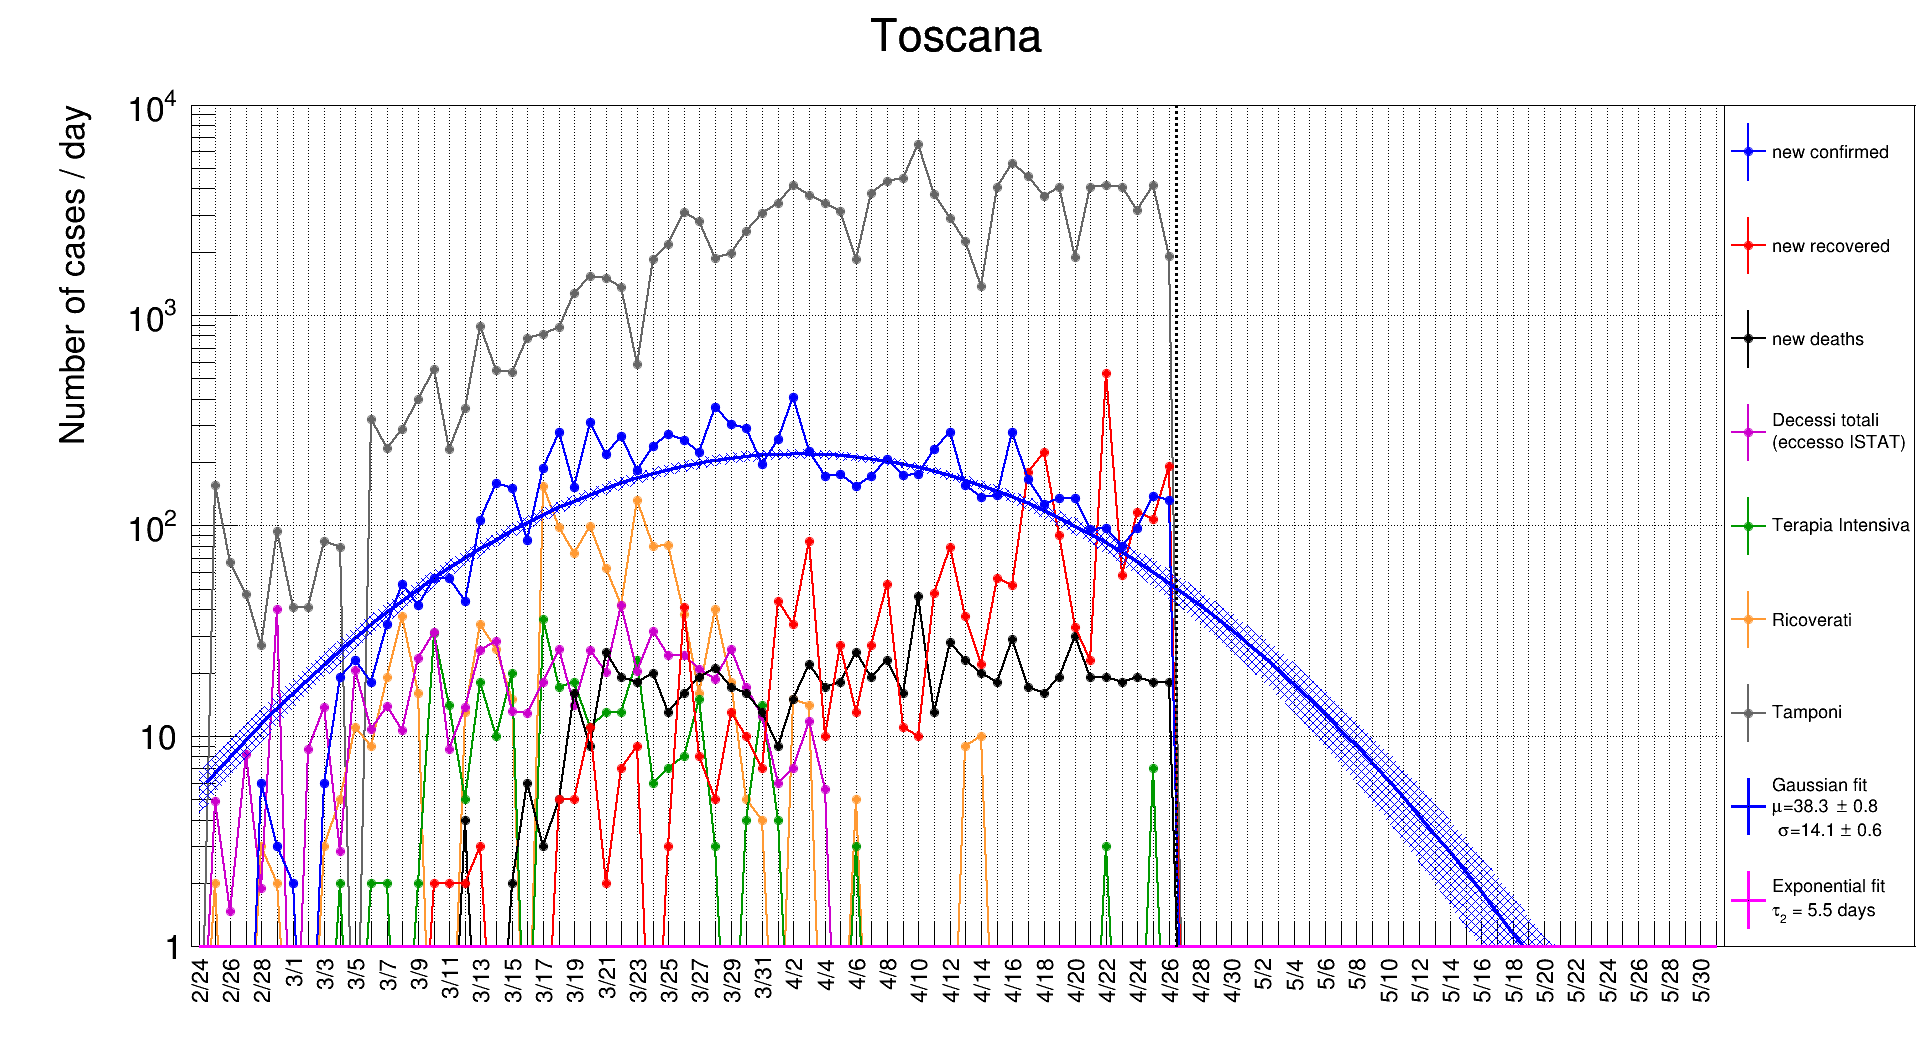 Toscana
Number of cases / day
10^4
10^3
10^2
10
1
2/24 2/26 2/28 3/1 3/3 3/5 3/7 3/9 3/11 3/13 3/15 3/17 3/19 3/21 3/23 3/25 3/27 3/29 3/31 4/2 4/4 4/6 4/8 4/10 4/12 4/14 4/16 4/18 4/20 4/22 4/24 4/26 4/28 4/30 5/2 5/4 5/6 5/8 5/10 5/12 5/14 5/16 5/18 5/20 5/22 5/24 5/26 5/28 5/30
new confirmed
new recovered
new deaths
Decessi totali
(eccesso ISTAT)
Terapia Intensiva
Ricoverati
Tamponi
Gaussian fit
μ=38.3 ± 0.8
σ=14.1 ± 0.6
Exponential fit
τ₂ = 5.5 days